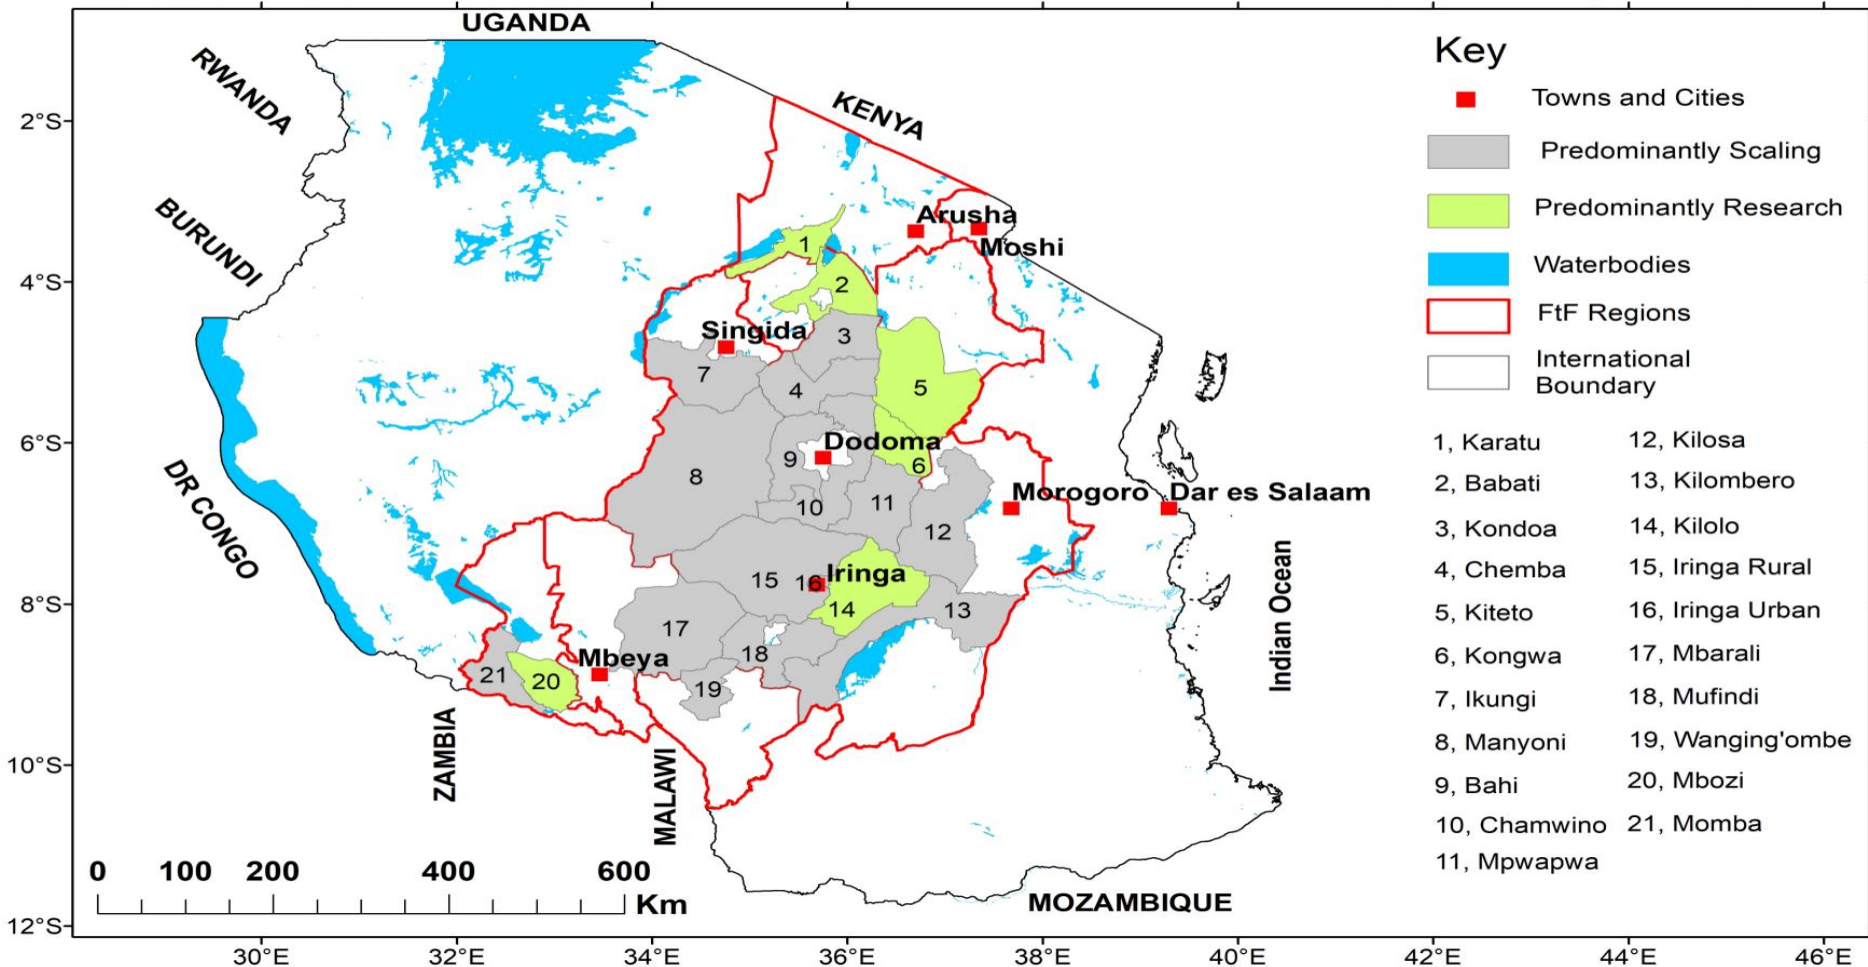 UGANDA
RWANDA
KENYA
BURUNDI
DR CONGO
ZAMBIA
MALAWI
MOZAMBIQUE
Indian Ocean
2°S
4°S
6°S
8°S
10°S
12°S
30°E
32°E
34°E
36°E
38°E
40°E
42°E
44°E
46°E
Arusha
Moshi
Singida
Dodoma
Morogoro
Dar es Salaam
Iringa
Mbeya
1
2
3
4
5
6
7
8
9
10
11
12
13
14
15
16
17
18
19
20
21
0 100 200 400 600
Km
Key
Towns and Cities
Predominantly Scaling
Predominantly Research
Waterbodies
FtF Regions
International
Boundary
1, Karatu
2, Babati
3, Kondoa
4, Chemba
5, Kiteto
6, Kongwa
7, Ikungi
8, Manyoni
9, Bahi
10, Chamwino
11, Mpwapwa
12, Kilosa
13, Kilombero
14, Kilolo
15, Iringa Rural
16, Iringa Urban
17, Mbarali
18, Mufindi
19, Wanging'ombe
20, Mbozi
21, Momba